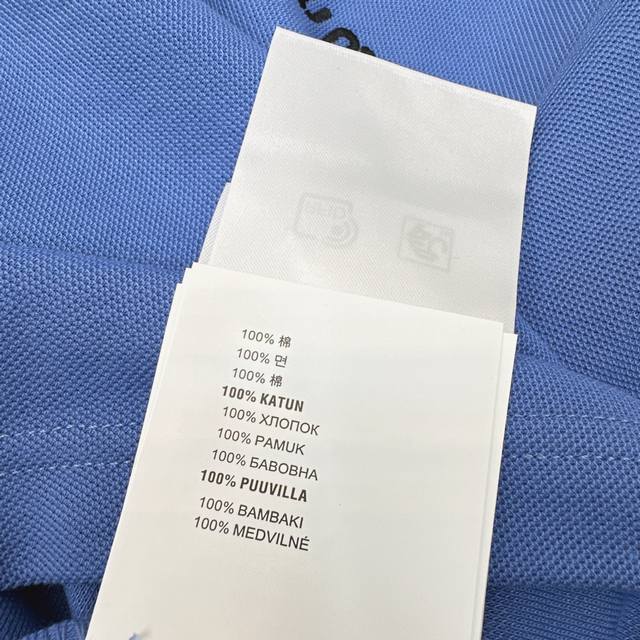 100% 棉
100% 면
100% 棉
100% KATUN
100% ХЛОПОК
100% PAMUK
100% БАВОВНА
100% PUUVILLA
100% BAMBAKI
100% MEDVILNÉ